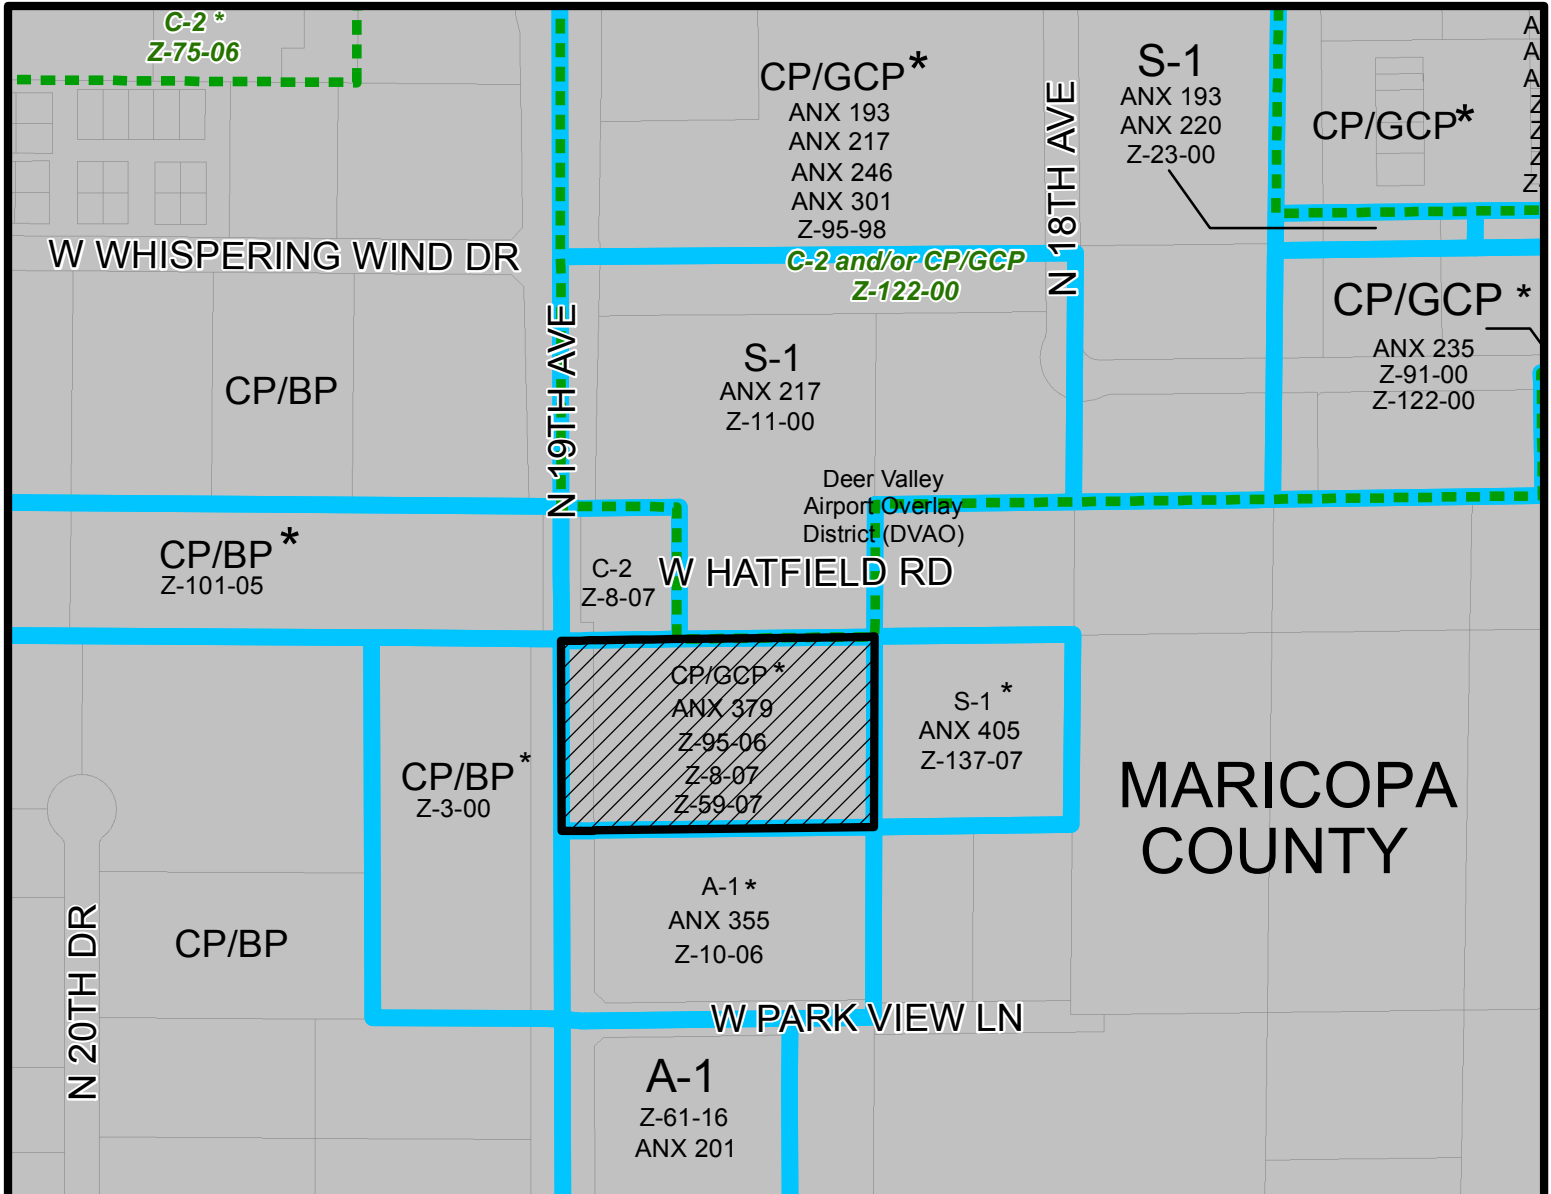 C-2 *
Z-75-06
CP/GCP*
ANX 193
ANX 217
ANX 246
ANX 301
Z-95-98
N 18TH AVE
S-1
ANX 193
ANX 220
Z-23-00
CP/GCP*
A
A
A
Z
Z
Z
Z
W WHISPERING WIND DR
C-2 and/or CP/GCP
Z-122-00
N 19TH AVE
CP/GCP *
ANX 235
Z-91-00
Z-122-00
S-1
ANX 217
Z-11-00
CP/BP
Deer Valley
Airport Overlay
District (DVAO)
CP/BP *
Z-101-05
C-2
Z-8-07
W HATFIELD RD
CP/GCP *
ANX 379
Z-95-06
Z-8-07
Z-59-07
S-1 *
ANX 405
Z-137-07
CP/BP *
Z-3-00
MARICOPA
COUNTY
A-1 *
ANX 355
Z-10-06
CP/BP
N 20TH DR
W PARK VIEW LN
A-1
Z-61-16
ANX 201